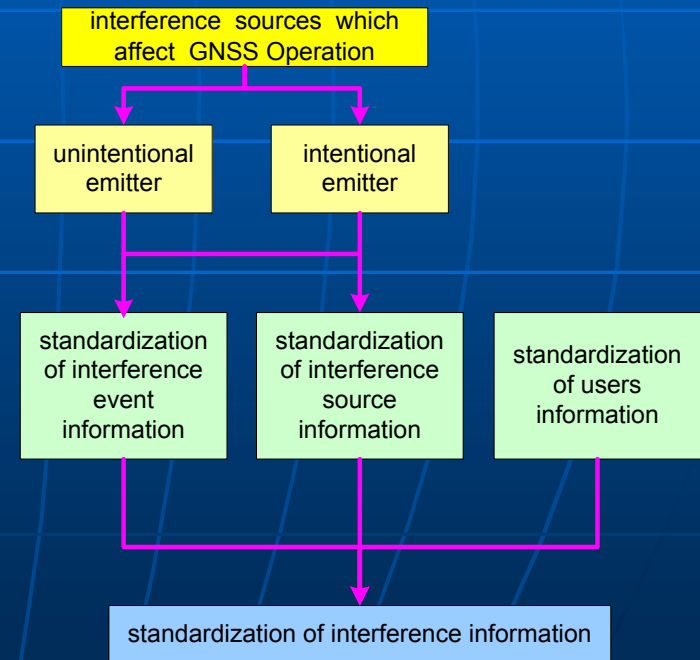 interference sources which
affect GNSS Operation
unintentional
emitter
intentional
emitter
standardization
of interference
event
information
standardization
of interference
source
information
standardization
of users
information
standardization of interference information